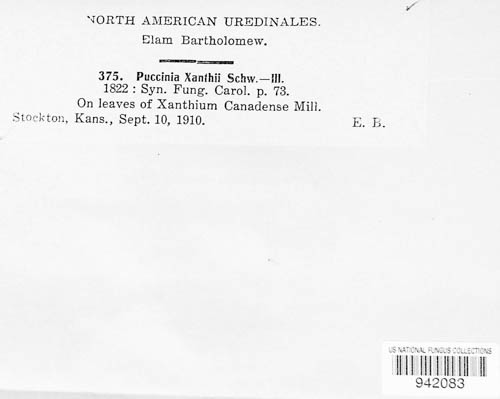 NORTH AMERICAN UREDINALES.
Elam Bartholomew.
375. Puccinia Xanthii Schw.—III.
1822 : Syn. Fung. Carol. p. 73.
On leaves of Xanthium Canadense Mill.
Stockton, Kans., Sept. 10, 1910.
E. B.
US NATIONAL FUNGUS COLLECTIONS
942083